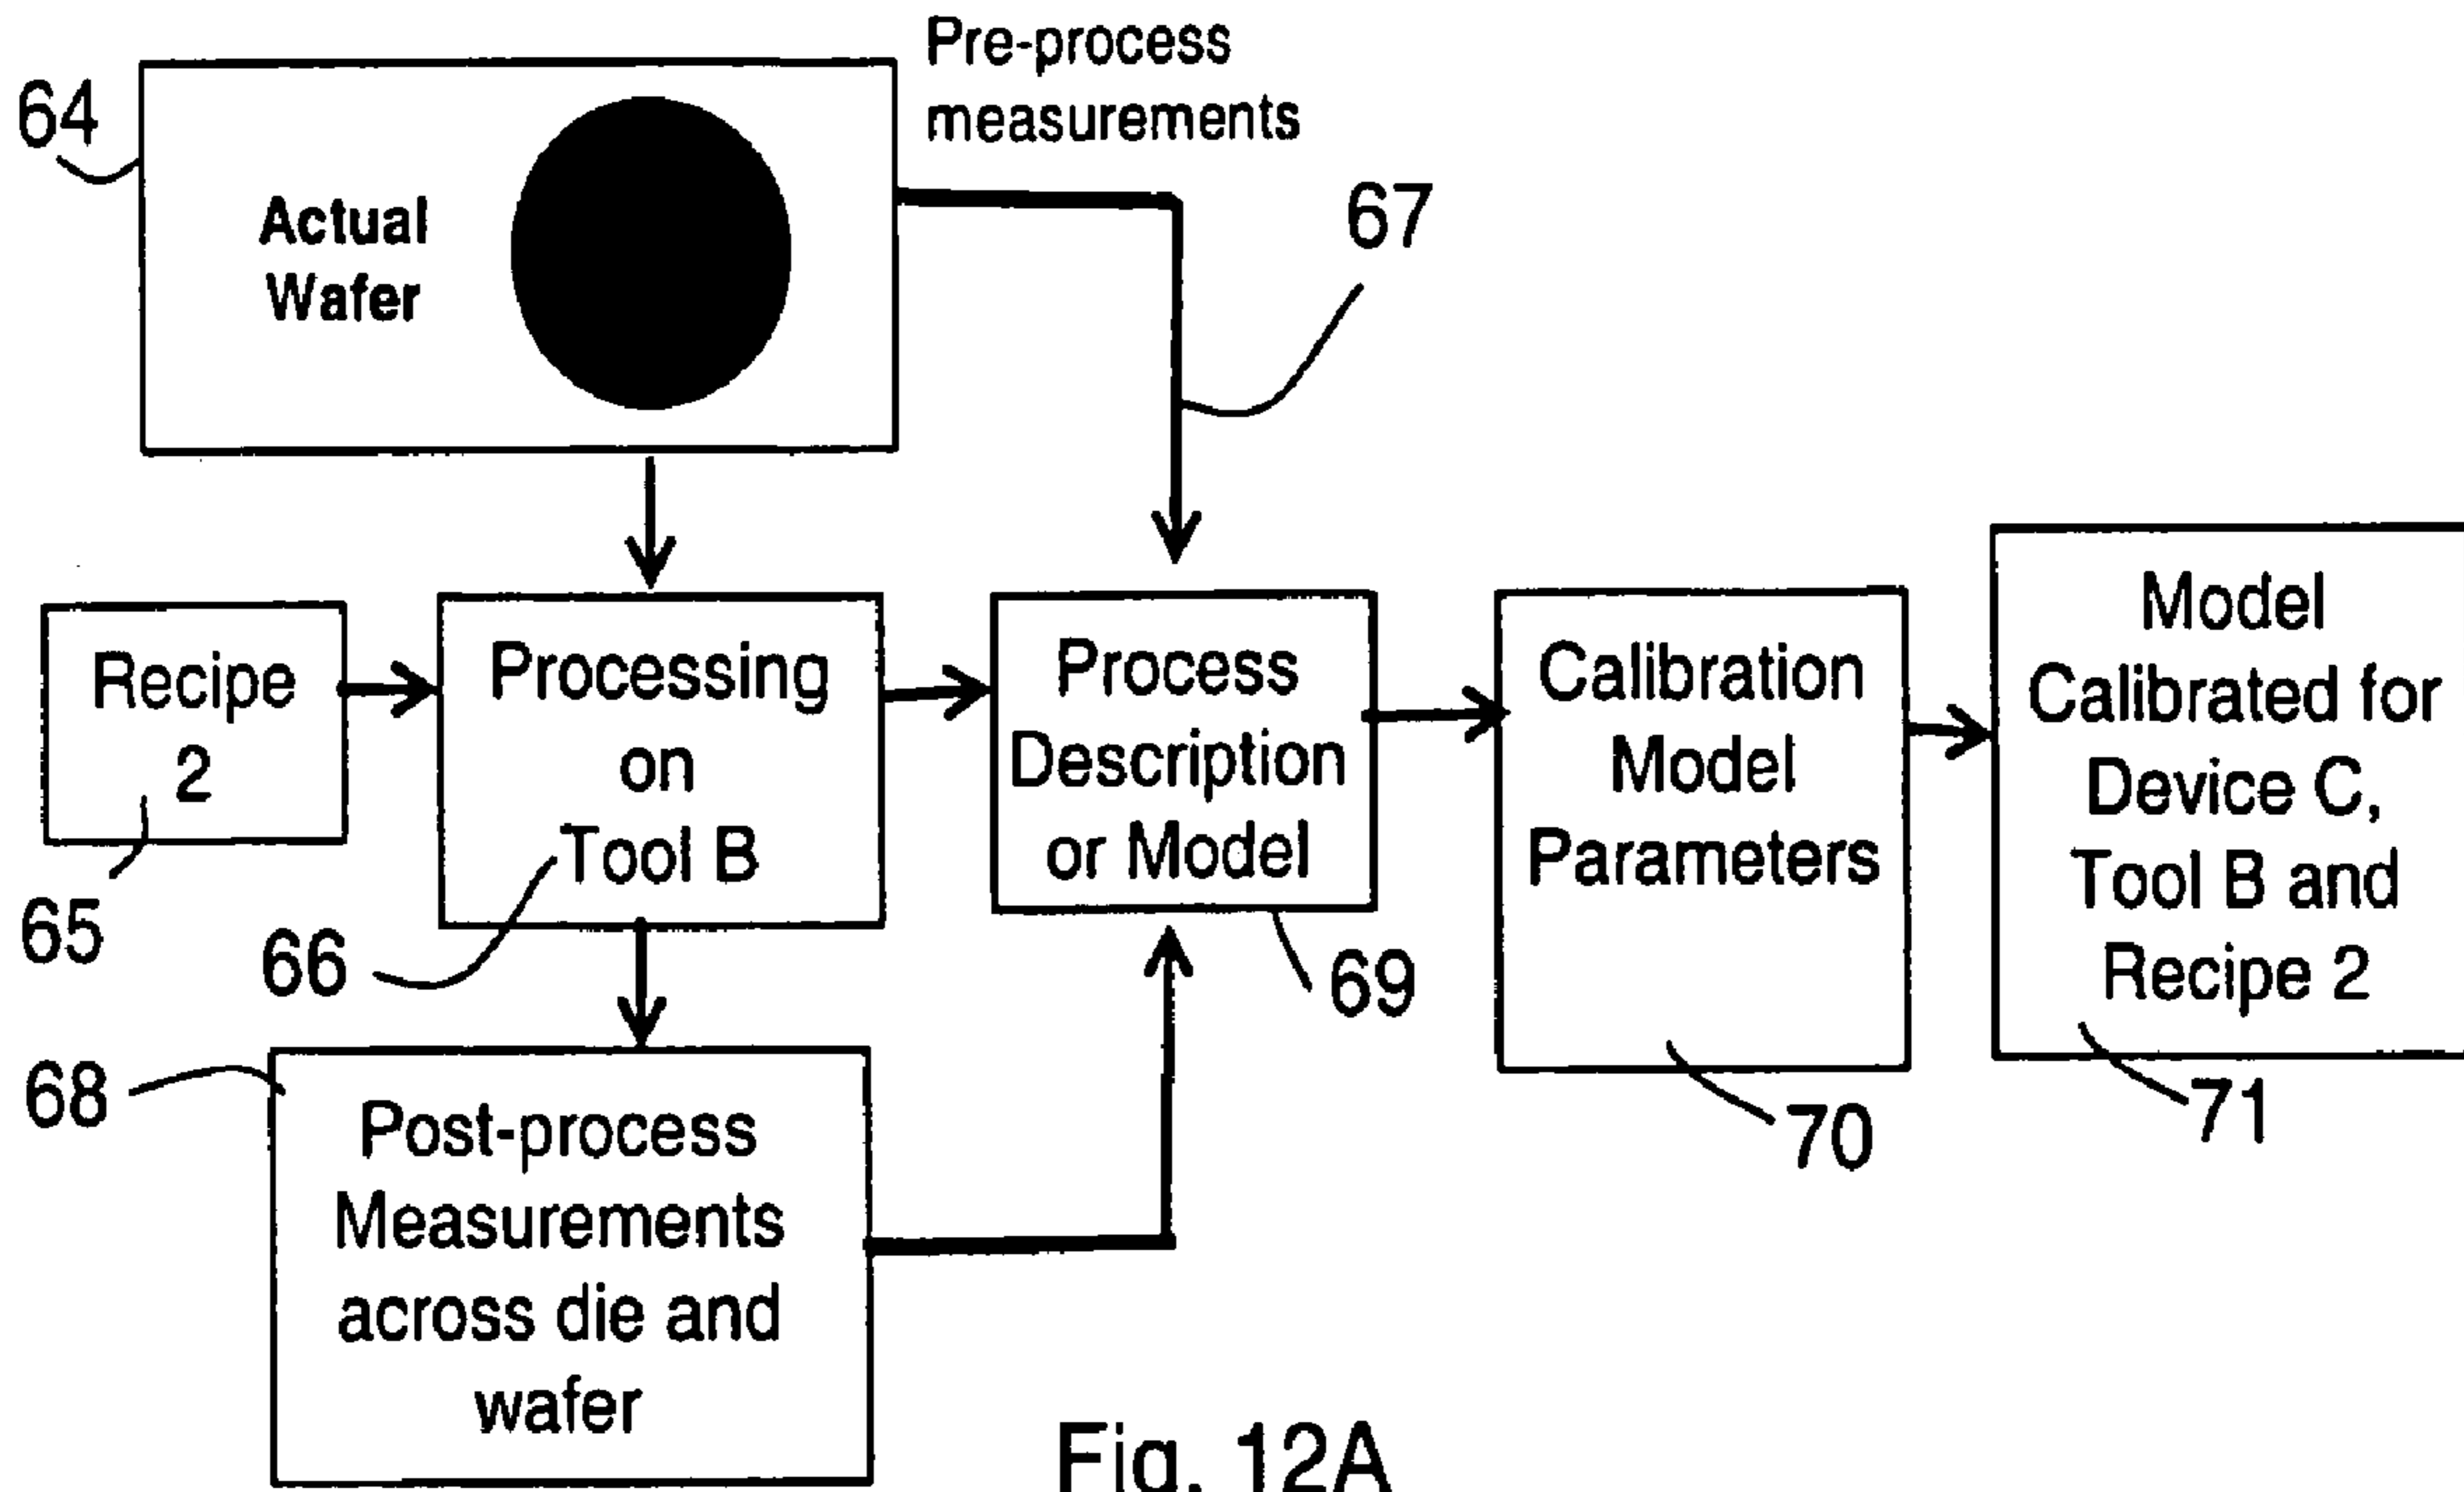 Pre-process
measurements
64
Actual
Wafer
67
Recipe
2
65
Processing
on
Tool B
66
Process
Description
or Model
69
Calibration
Model
Parameters
70
Model
Calibrated for
Device C,
Tool B and
Recipe 2
71
68
Post-process
Measurements
across die and
wafer
Fig. 12A